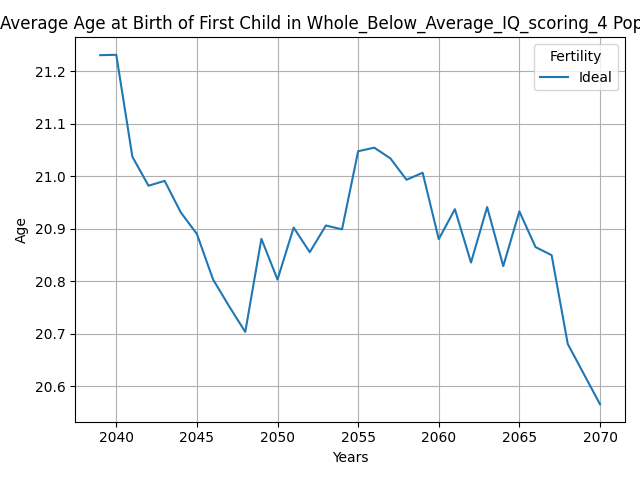 Average Age at Birth of First Child in Whole_Below_Average_IQ_scoring_4 Pop
Fertility
Ideal
21.2
21.1
21.0
20.9
20.8
20.7
20.6
Age
2040 2045 2050 2055 2060 2065 2070
Years